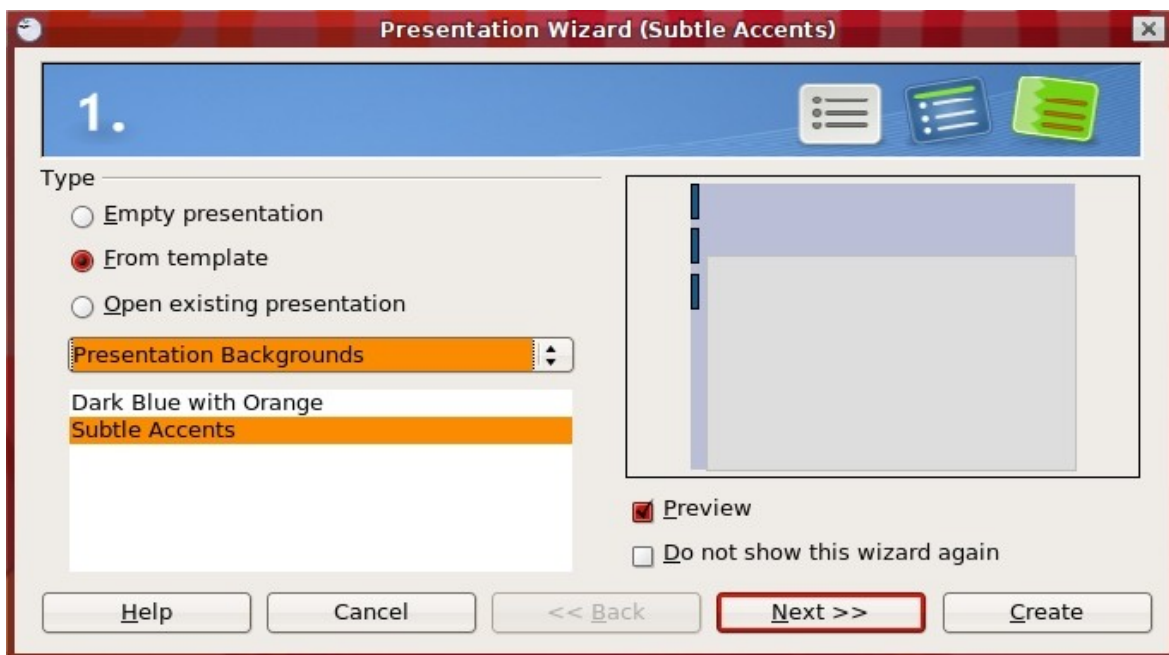 Presentation Wizard (Subtle Accents)
1.
Type
Empty presentation
From template
Open existing presentation
Presentation Backgrounds
Dark Blue with Orange
Subtle Accents
Preview
Do not show this wizard again
Help
Cancel
<< Back
Next >>
Create